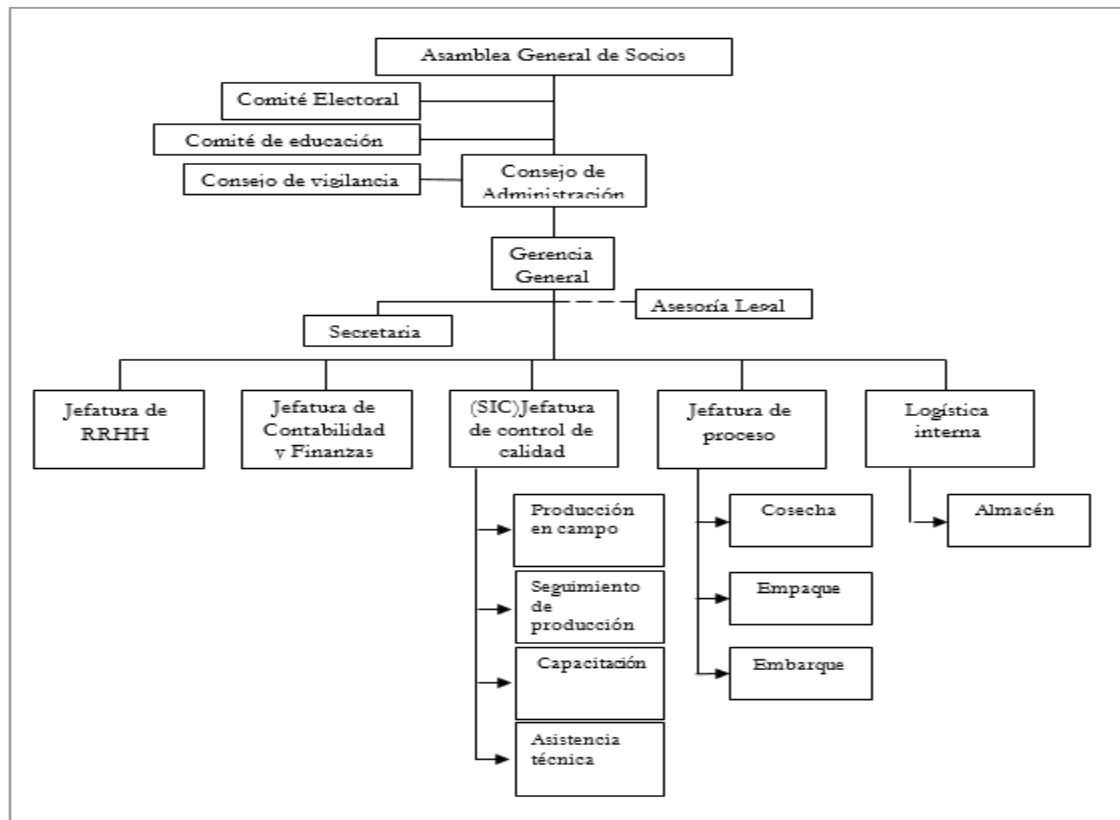 Asamblea General de Socios
Comité Electoral
Comité de educación
Consejo de vigilancia
Consejo de
Administración
Gerencia
General
Asesoría Legal
Secretaria
Jefatura de
RRHH
Jefatura de
Contabilidad
y Finanzas
(SIC)Jefatura
de control de
calidad
Jefatura de
proceso
Logística
interna
Producción
en campo
Seguimiento
de
producción
Capacitación
Asistencia
técnica
Cosecha
Empaque
Embarque
Almacén